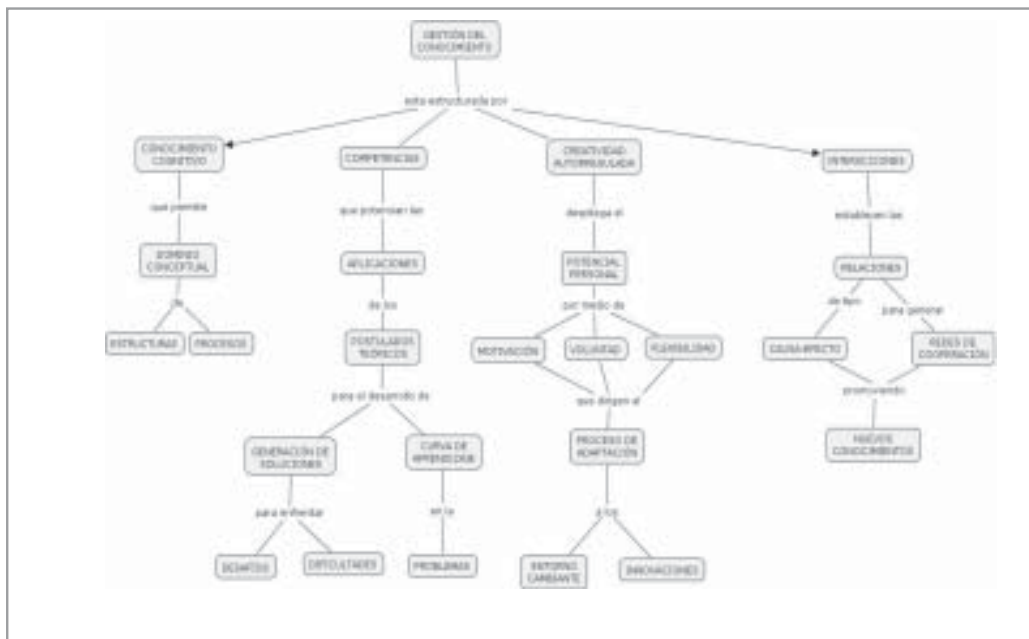 GESTIÓN DEL
CONOCIMIENTO
esta estructurada por
CONOCIMIENTO
COGNITIVO
COMPETENCIAS
CREATIVIDAD
AUTORREGULADA
INTERACCIONES
que permite
que potencian las
despliega el
establecen las
DOMINIO
CONCEPTUAL
APLICACIONES
POTENCIAL
PERSONAL
RELACIONES
de
de los
por medio de
de tipo
para generar
ESTRUCTURAS
PROCESOS
POSTULADOS
TEÓRICOS
MOTIVACIÓN
VOLUNTAD
FLEXIBILIDAD
CAUSA-EFECTO
REDES DE
COOPERACIÓN
para el desarrollo de
que dirigen al
promoviendo
GENERACIÓN DE
SOLUCIONES
CURVA DE
APRENDIZAJE
PROCESO DE
ADAPTACIÓN
NUEVOS
CONOCIMIENTOS
para enfrentar
en la
a los
DESAFÍOS
DIFICULTADES
PROBLEMAS
ENTORNO
CAMBIANTE
INNOVACIONES